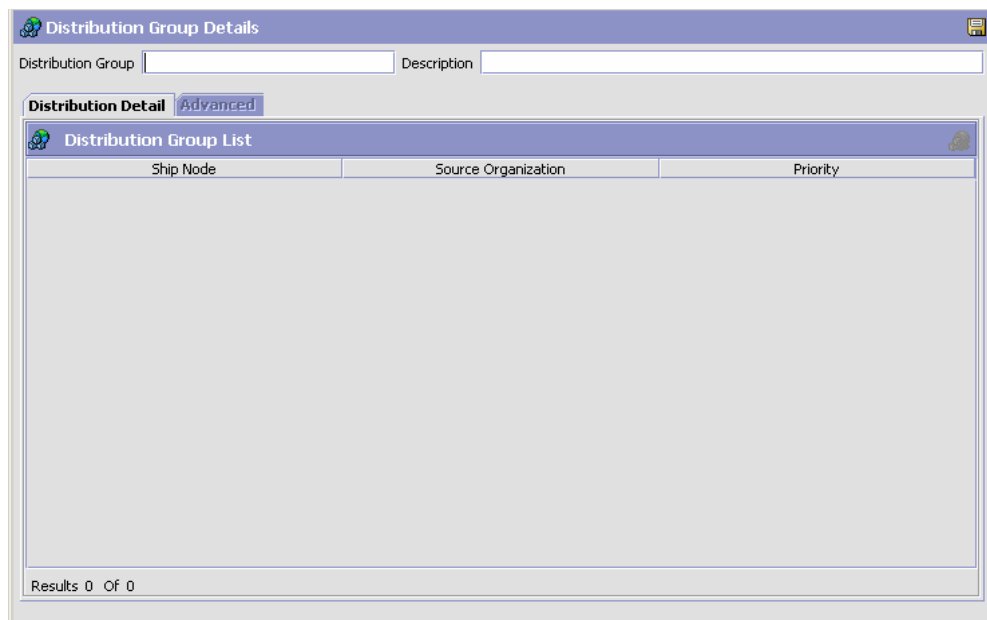 Distribution Group Details
Distribution Group Description
Distribution Detail Advanced
Distribution Group List
Ship Node Source Organization Priority
Results 0 Of 0